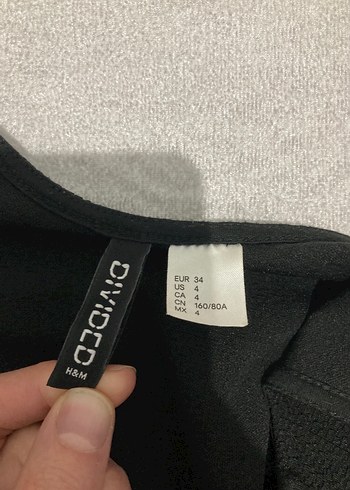 DIVIDED
H&M
EUR 34
US 4
CA 4
CN 160/80A
MX 4